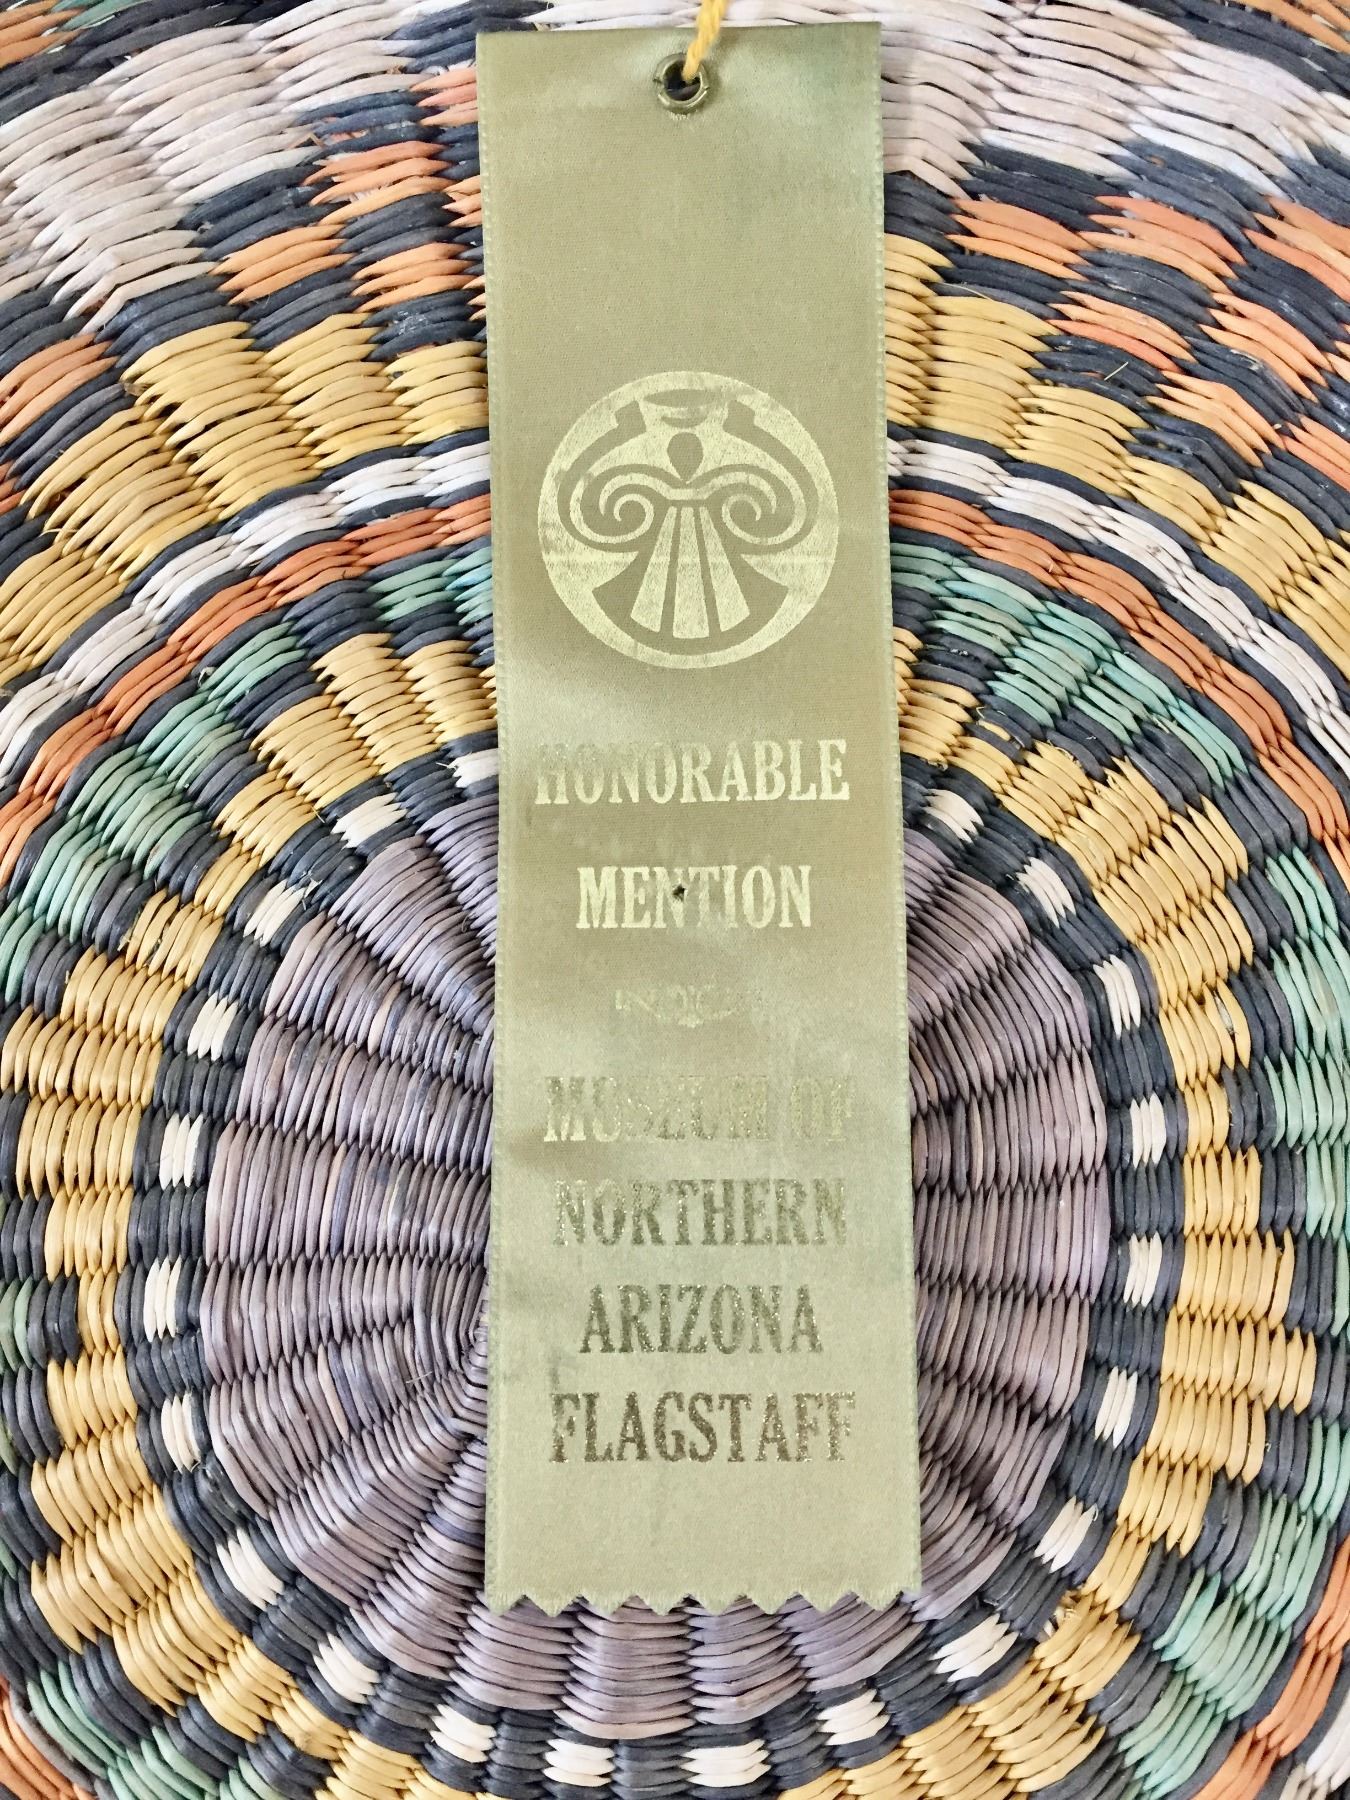 HONORABLE
MENTION
MUSEUM OF
NORTHERN
ARIZONA
FLAGSTAFF